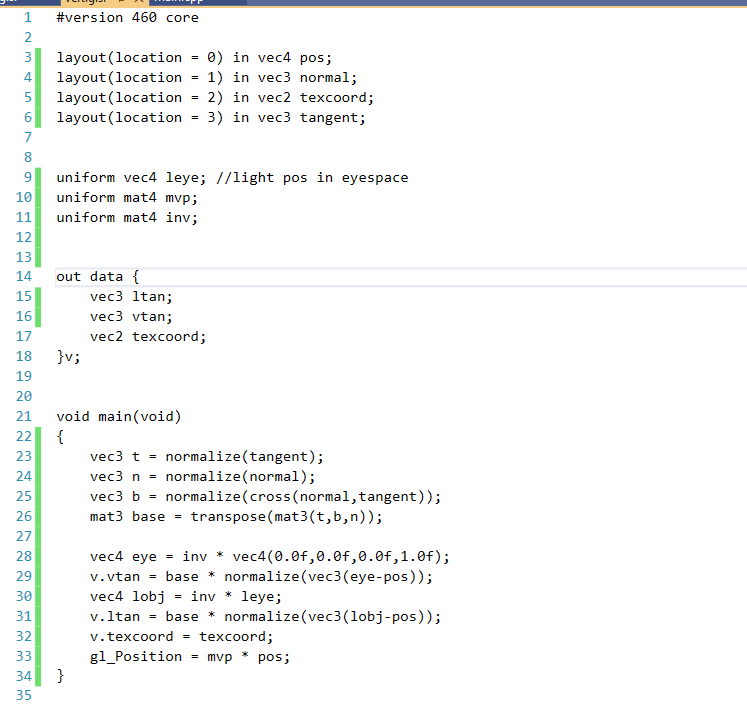 1 #version 460 core
2
3 layout(location = 0) in vec4 pos;
4 layout(location = 1) in vec3 normal;
5 layout(location = 2) in vec2 texcoord;
6 layout(location = 3) in vec3 tangent;
7
8
9 uniform vec4 leye; //light pos in eyespace
10 uniform mat4 mvp;
11 uniform mat4 inv;
12
13
14 out data {
15     vec3 ltan;
16     vec3 vtan;
17     vec2 texcoord;
18 }v;
19
20
21 void main(void)
22 {
23     vec3 t = normalize(tangent);
24     vec3 n = normalize(normal);
25     vec3 b = normalize(cross(normal,tangent));
26     mat3 base = transpose(mat3(t,b,n));
27
28     vec4 eye = inv * vec4(0.0f,0.0f,0.0f,1.0f);
29     v.vtan = base * normalize(vec3(eye-pos));
30     vec4 lobj = inv * leye;
31     v.ltan = base * normalize(vec3(lobj-pos));
32     v.texcoord = texcoord;
33     gl_Position = mvp * pos;
34 }
35